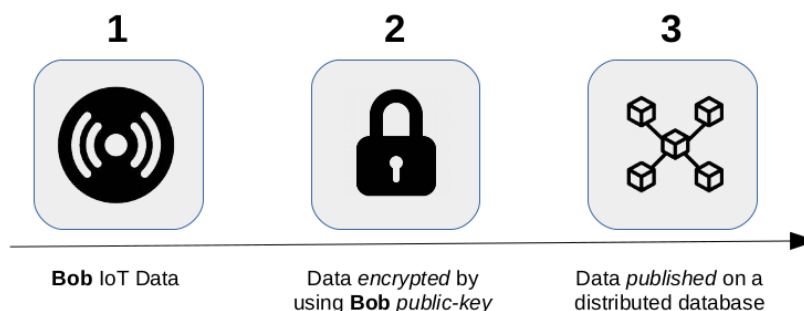 1
2
3
Bob IoT Data
Data encrypted by
using Bob public-key
Data published on a
distributed database